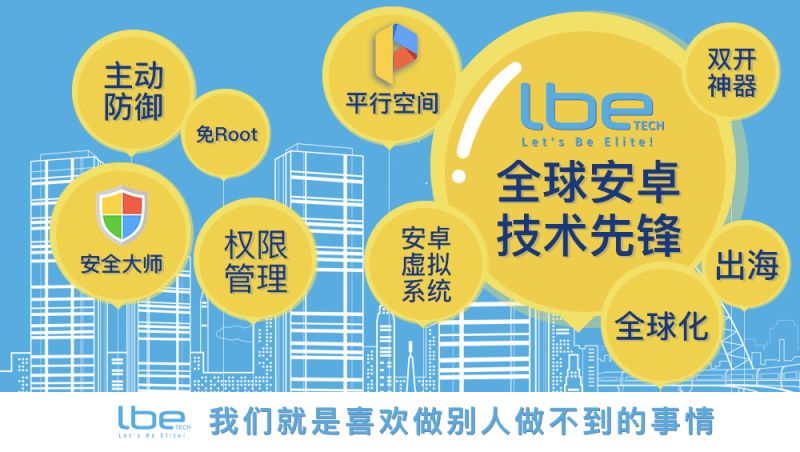 主动
防御
免Root
平行空间
双开
神器
lbe TECH
Let's Be Elite!
全球安卓
技术先锋
安全大师
权限
管理
安卓
虚拟
系统
出海
全球化
lbe TECH
Let's Be Elite!
我们就是喜欢做别人做不到的事情